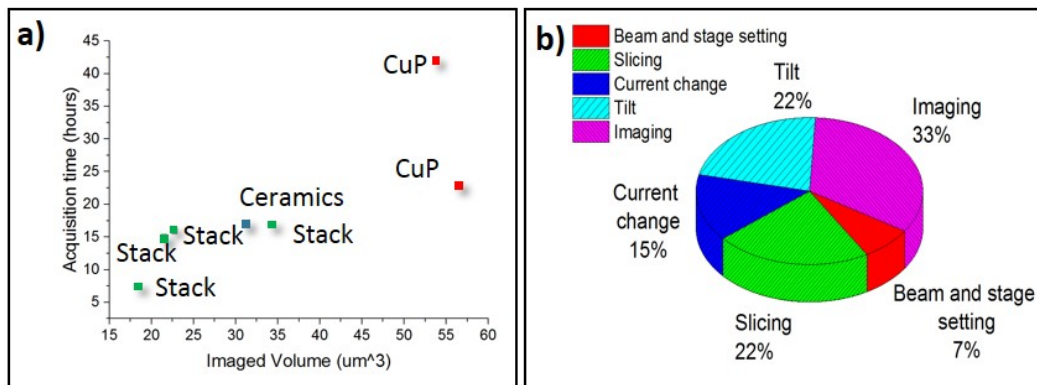 a)
45
40
35
30
25
20
15
10
5
Acquisition time (hours)
CuP
CuP
Ceramics
Stack
Stack
Stack
Stack
15 20 25 30 35 40 45 50 55 60
Imaged Volume (um^3)
b)
Beam and stage setting
Slicing
Current change
Tilt
Imaging
Tilt
22%
Imaging
33%
Current
change
15%
Slicing
22%
Beam and stage
setting
7%